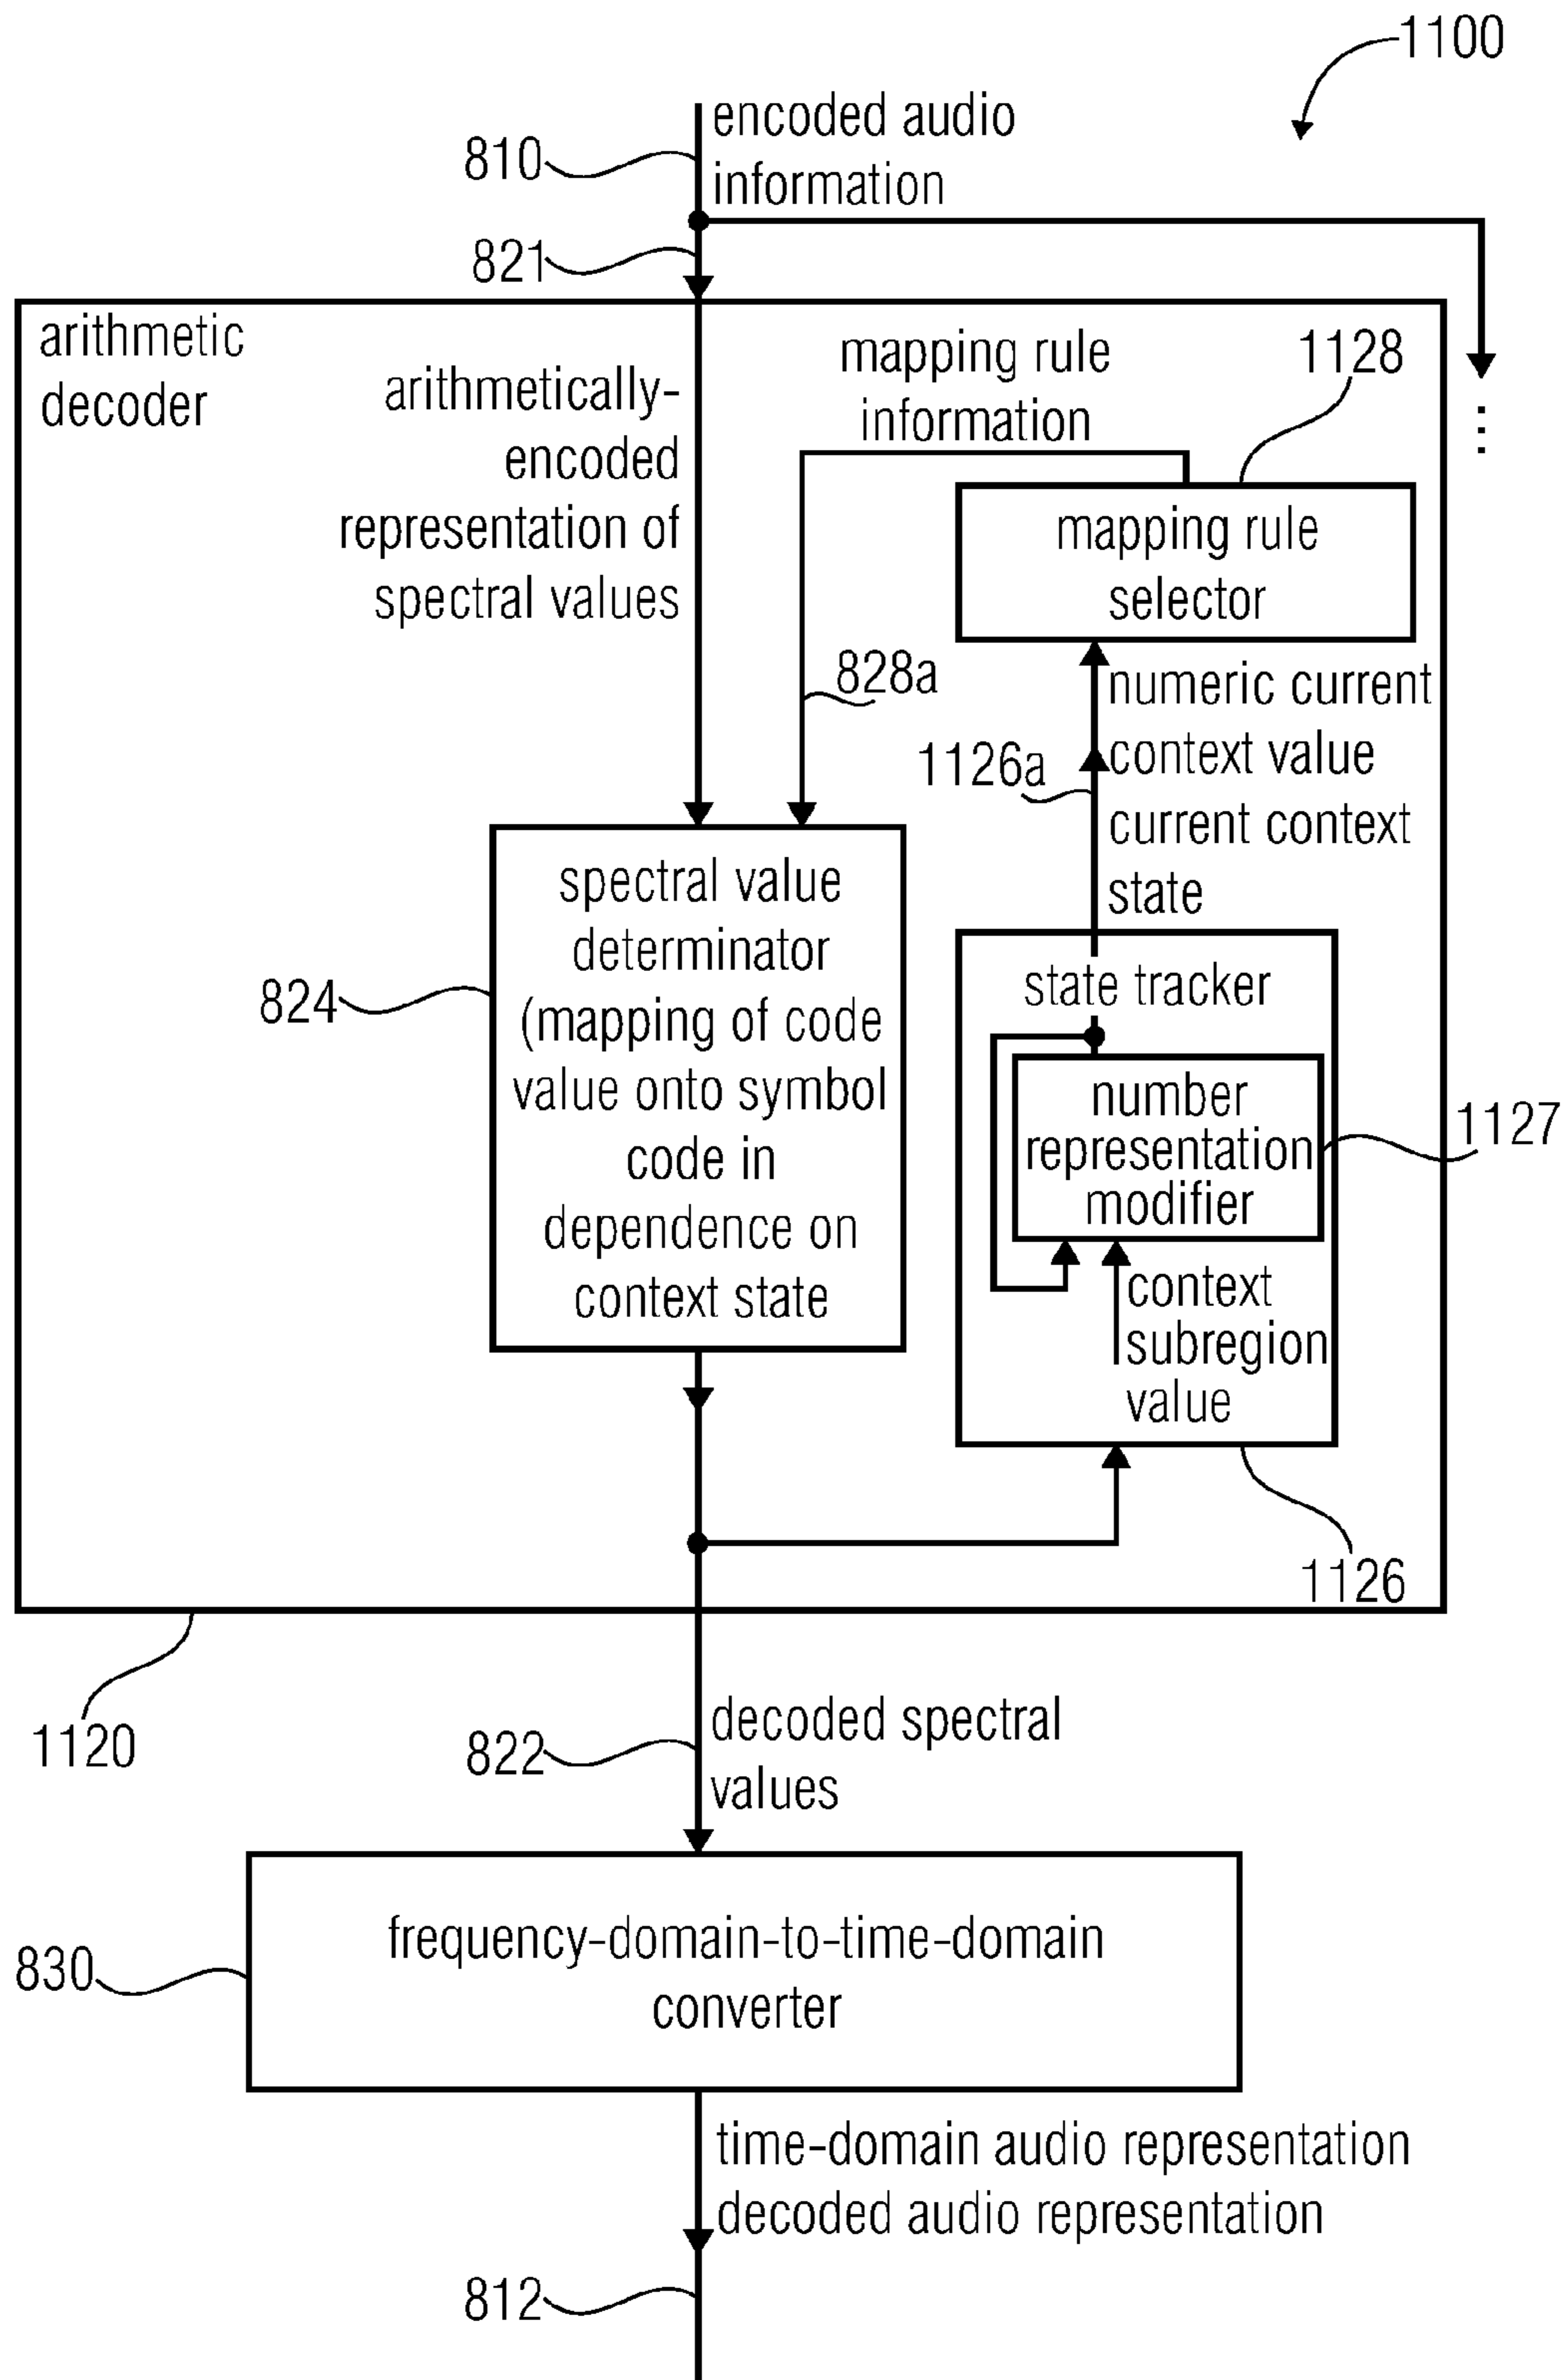 1100
encoded audio
information
810
821
arithmetic
decoder
arithmetically-
encoded
representation of
spectral values
mapping rule
information
1128
mapping rule
selector
828a
numeric current
context value
current context
state
1126a
spectral value
determinator
(mapping of code
value onto symbol
code in
dependence on
context state
824
state tracker
number
representation
modifier
1127
context
subregion
value
1126
1120
822
decoded spectral
values
830
frequency-domain-to-time-domain
converter
time-domain audio representation
decoded audio representation
812